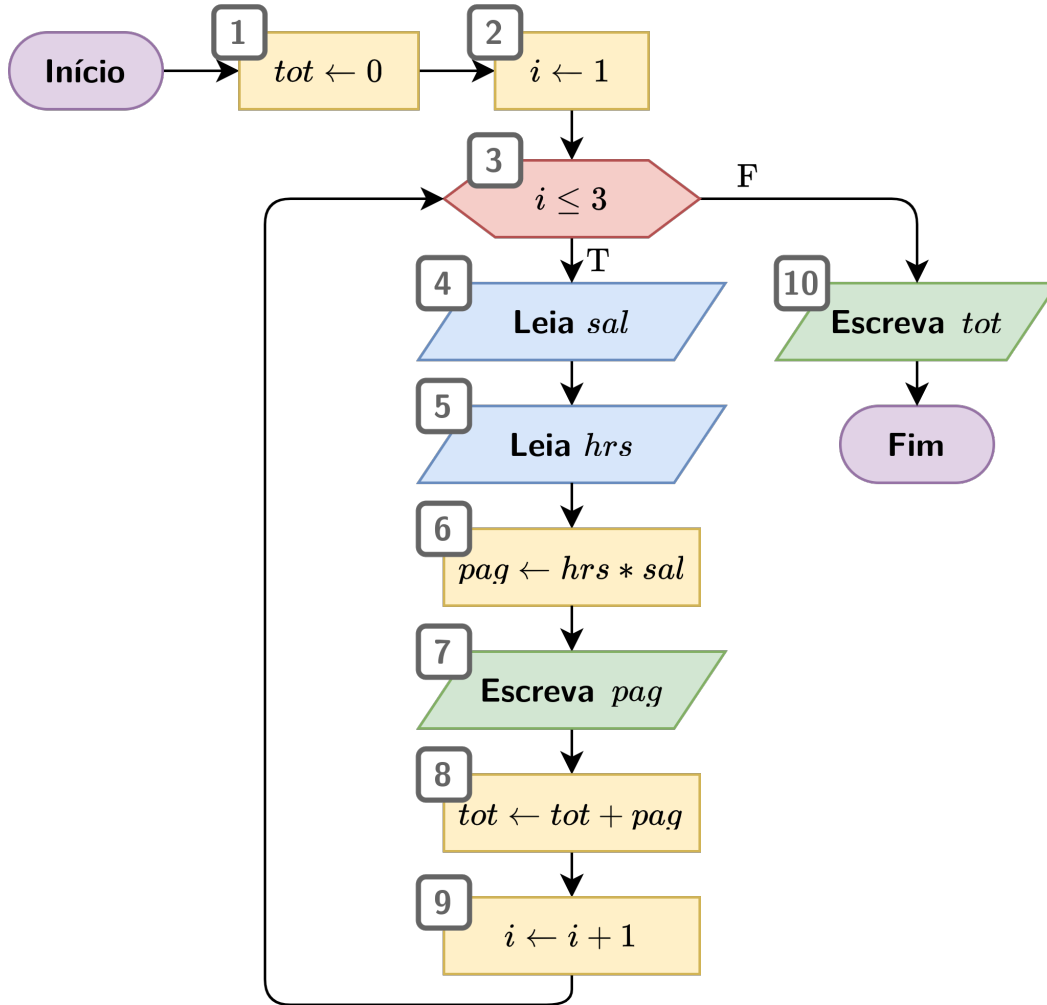 Início
1
tot ← 0
2
i ← 1
3
i ≤ 3
F
T
4
Leia sal
5
Leia hrs
6
pag ← hrs * sal
7
Escreva pag
8
tot ← tot + pag
9
i ← i + 1
10
Escreva tot
Fim